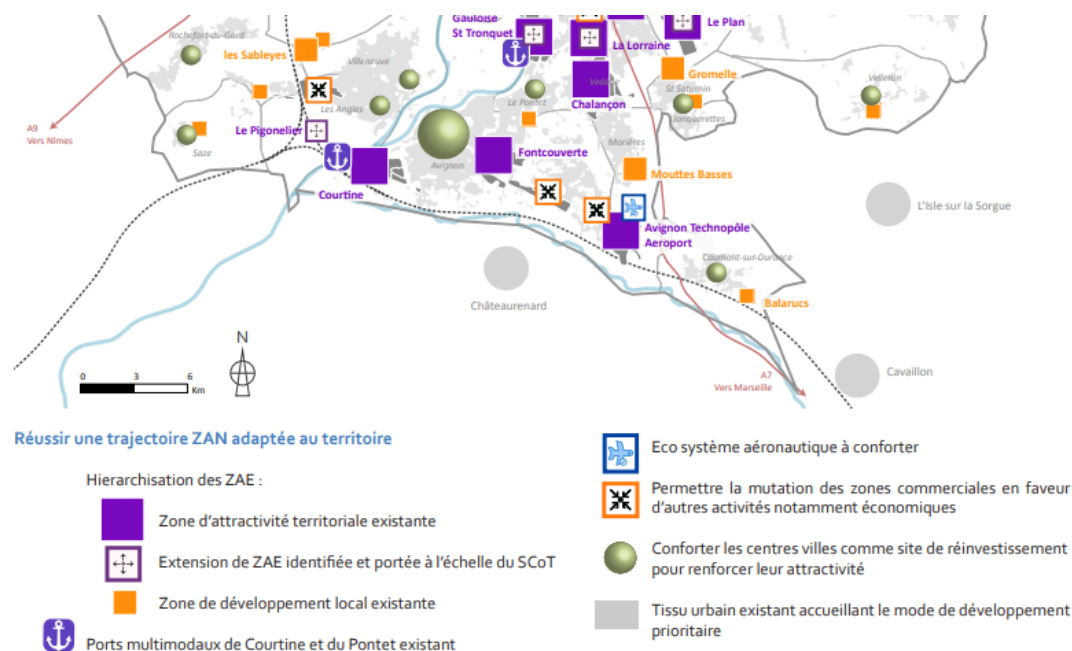 Gauloise
St Tronquet
Le Plan
La Lorraine
Rochefort-du-Gard
les Sableyes
Villeneuve
Gromelle
Velleron
Les Angles
Le Pontet
Vedène
St Saturnin
Chalançon
Jonquerettes
A9
Vers Nîmes
Le Pigonelier
Saze
Avignon
Fontcouverte
Morières
Mouttes Basses
Courtine
L'Isle sur la Sorgue
Avignon Technopôle
Aeroport
Caumont-sur-Durance
Châteaurenard
Balarucs
N
0 3 6
Km
A7
Vers Marseille
Cavaillon
Réussir une trajectoire ZAN adaptée au territoire
Hierarchisation des ZAE :
Zone d'attractivité territoriale existante
Extension de ZAE identifiée et portée à l'échelle du SCoT
Zone de développement local existante
Ports multimodaux de Courtine et du Pontet existant
Eco système aéronautique à conforter
Permettre la mutation des zones commerciales en faveur
d'autres activités notamment économiques
Conforter les centres villes comme site de réinvestissement
pour renforcer leur attractivité
Tissu urbain existant accueillant le mode de développement
prioritaire